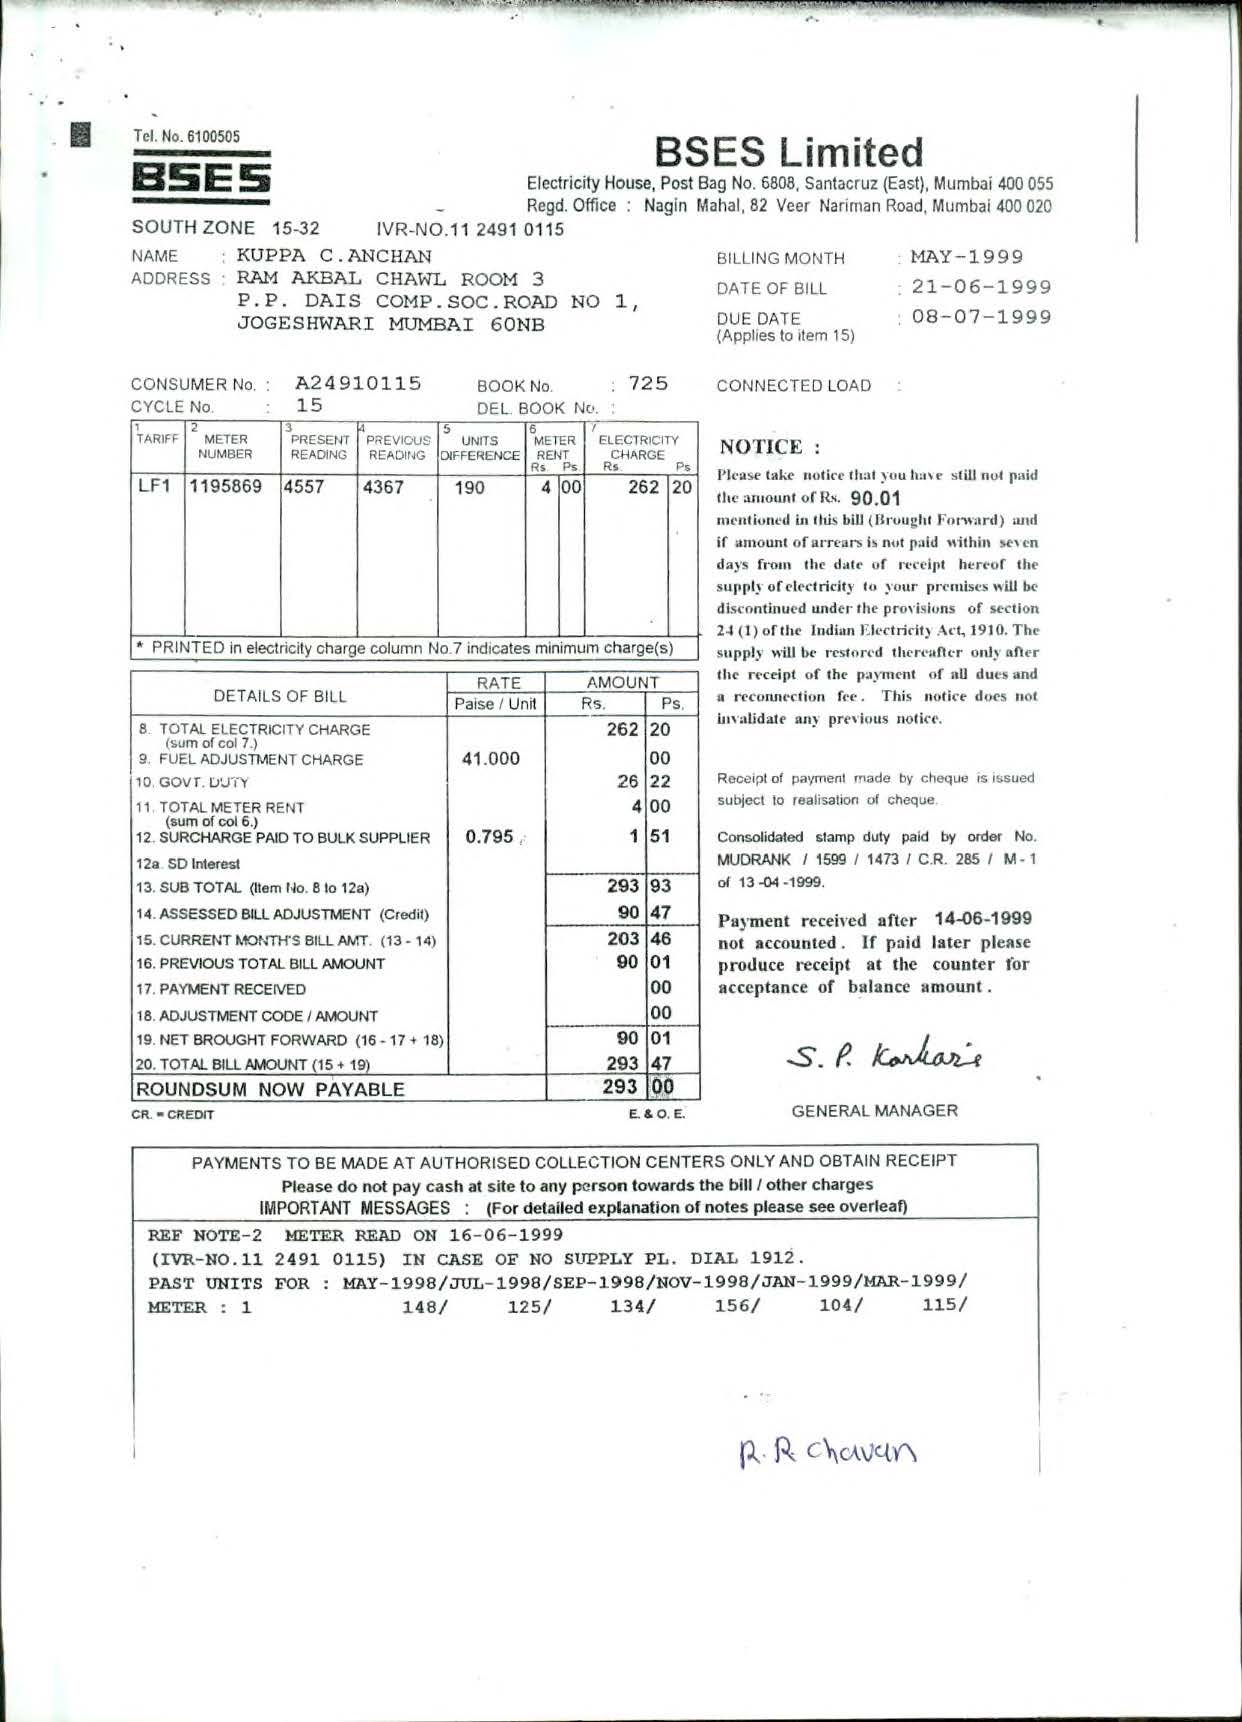 Tel. No. 6100505
BSES
BSES Limited
Electricity House, Post Bag No. 6808, Santacruz (East), Mumbai 400 055
Regd. Office : Nagin Mahal, 82 Veer Nariman Road, Mumbai 400 020
SOUTH ZONE 15-32 IVR-NO.11 2491 0115
NAME : KUPPA C.ANCHAN
ADDRESS : RAM AKBAL CHAWL ROOM 3
P.P. DAIS COMP.SOC.ROAD NO 1,
JOGESHWARI MUMBAI 60NB
BILLING MONTH : MAY-1999
DATE OF BILL : 21-06-1999
DUE DATE : 08-07-1999
(Applies to item 15)
CONSUMER No. : A24910115 BOOK No. : 725 CONNECTED LOAD :
CYCLE No. : 15 DEL. BOOK No. :
1 TARIFF 2 METER NUMBER 3 PRESENT READING 4 PREVIOUS READING 5 UNITS DIFFERENCE 6 METER RENT Rs. Ps. 7 ELECTRICITY CHARGE Rs. Ps
LF1 1195869 4557 4367 190 4 00 262 20
* PRINTED in electricity charge column No.7 indicates minimum charge(s)
DETAILS OF BILL RATE AMOUNT
Paise / Unit Rs. Ps.
8. TOTAL ELECTRICITY CHARGE 262 20
(sum of col 7.)
9. FUEL ADJUSTMENT CHARGE 41.000 00
10. GOVT. DUTY 26 22
11. TOTAL METER RENT 4 00
(sum of col 6.)
12. SURCHARGE PAID TO BULK SUPPLIER 0.795 1 51
12a. SD Interest
13. SUB TOTAL (Item No. 8 to 12a) 293 93
14. ASSESSED BILL ADJUSTMENT (Credit) 90 47
15. CURRENT MONTH'S BILL AMT. (13 - 14) 203 46
16. PREVIOUS TOTAL BILL AMOUNT 90 01
17. PAYMENT RECEIVED 00
18. ADJUSTMENT CODE / AMOUNT 00
19. NET BROUGHT FORWARD (16 - 17 + 18) 90 01
20. TOTAL BILL AMOUNT (15 + 19) 293 47
ROUNDSUM NOW PAYABLE 293 00
CR. = CREDIT E. & O. E.
NOTICE :
Please take notice that you have still not paid
the amount of Rs. 90.01
mentioned in this bill (Brought Forward) and
if amount of arrears is not paid within seven
days from the date of receipt hereof the
supply of electricity to your premises will be
discontinued under the provisions of section
24 (1) of the Indian Electricity Act, 1910. The
supply will be restored thereafter only after
the receipt of the payment of all dues and
a reconnection fee. This notice does not
invalidate any previous notice.
Receipt of payment made by cheque is issued
subject to realisation of cheque.
Consolidated stamp duty paid by order No.
MUDRANK / 1599 / 1473 / C.R. 285 / M - 1
of 13 -04 -1999.
Payment received after 14-06-1999
not accounted. If paid later please
produce receipt at the counter for
acceptance of balance amount.
S. P. Karkarie
GENERAL MANAGER
PAYMENTS TO BE MADE AT AUTHORISED COLLECTION CENTERS ONLY AND OBTAIN RECEIPT
Please do not pay cash at site to any person towards the bill / other charges
IMPORTANT MESSAGES : (For detailed explanation of notes please see overleaf)
REF NOTE-2 METER READ ON 16-06-1999
(IVR-NO.11 2491 0115) IN CASE OF NO SUPPLY PL. DIAL 1912.
PAST UNITS FOR : MAY-1998/JUL-1998/SEP-1998/NOV-1998/JAN-1999/MAR-1999/
METER : 1 148/ 125/ 134/ 156/ 104/ 115/
R. R. Chavan